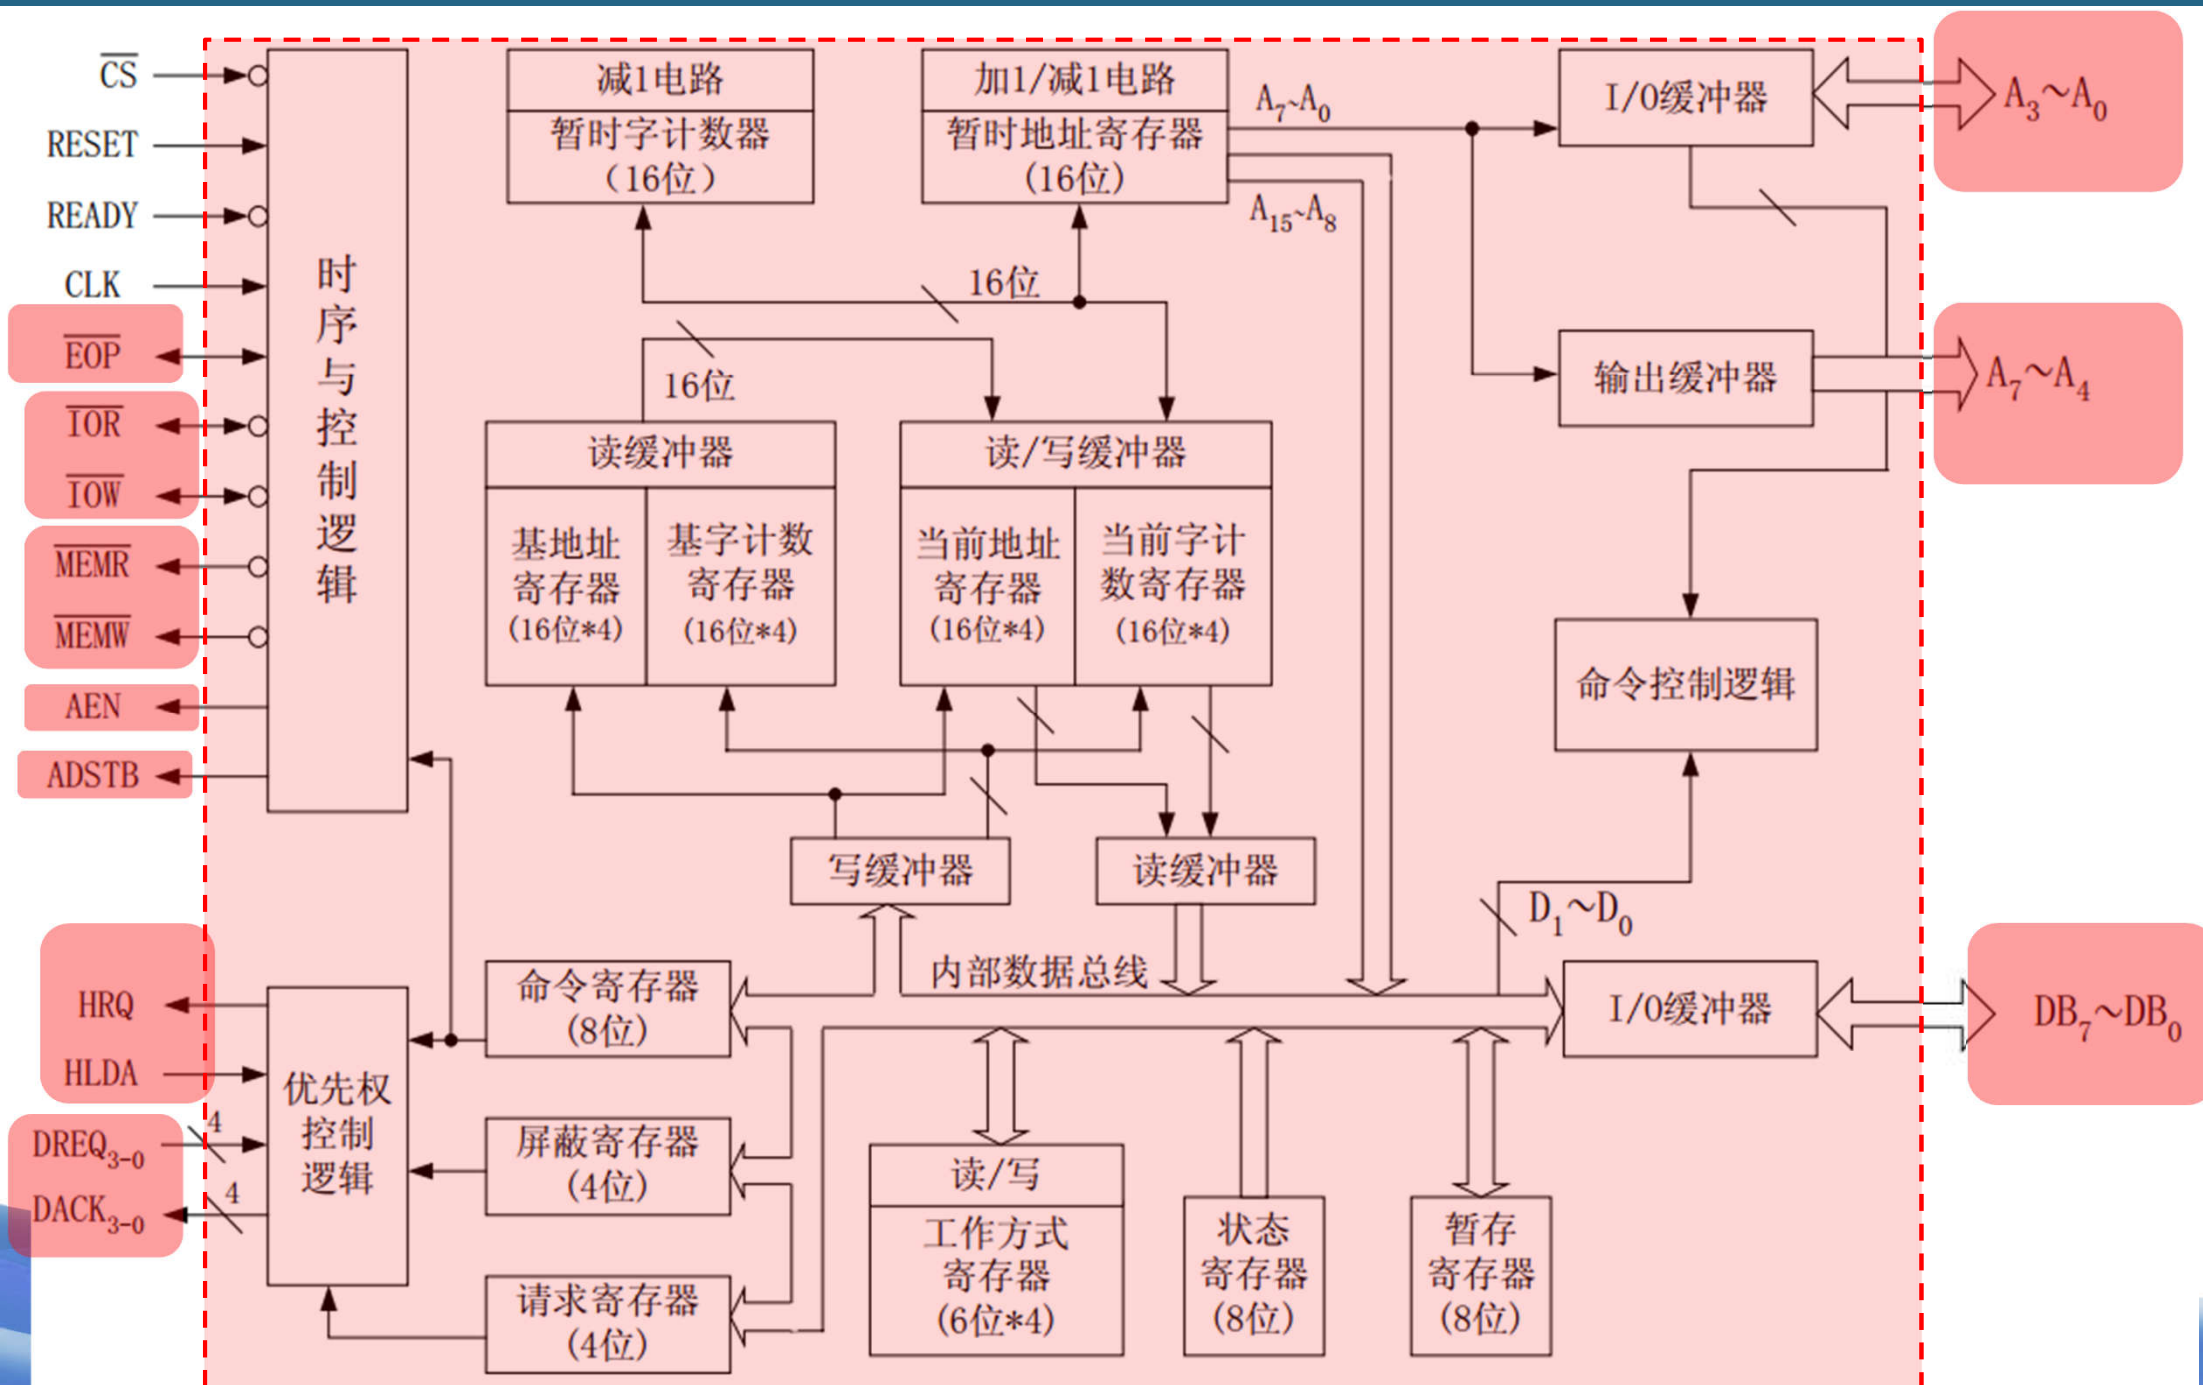 C̅S̅
RESET
READY
CLK
E̅O̅P̅
I̅O̅R̅
I̅O̅W̅
M̅E̅M̅R̅
M̅E̅M̅W̅
AEN
ADSTB
时
序
与
控
制
逻
辑
减1电路
暂时字计数器
（16位）
加1/减1电路
暂时地址寄存器
(16位)
A₇~A₀
A₁₅~A₈
I/O缓冲器
A₃～A₀
16位
16位
输出缓冲器
A₇～A₄
读缓冲器
基地址
寄存器
(16位*4)
基字计数
寄存器
(16位*4)
读/写缓冲器
当前地址
寄存器
(16位*4)
当前字计
数寄存器
(16位*4)
命令控制逻辑
写缓冲器
读缓冲器
D₁～D₀
内部数据总线
I/O缓冲器
DB₇～DB₀
HRQ
HLDA
DREQ₃₋₀
4
DACK₃₋₀
4
优先权
控制
逻辑
命令寄存器
(8位)
屏蔽寄存器
(4位)
请求寄存器
(4位)
读/写
工作方式
寄存器
(6位*4)
状态
寄存器
(8位)
暂存
寄存器
(8位)